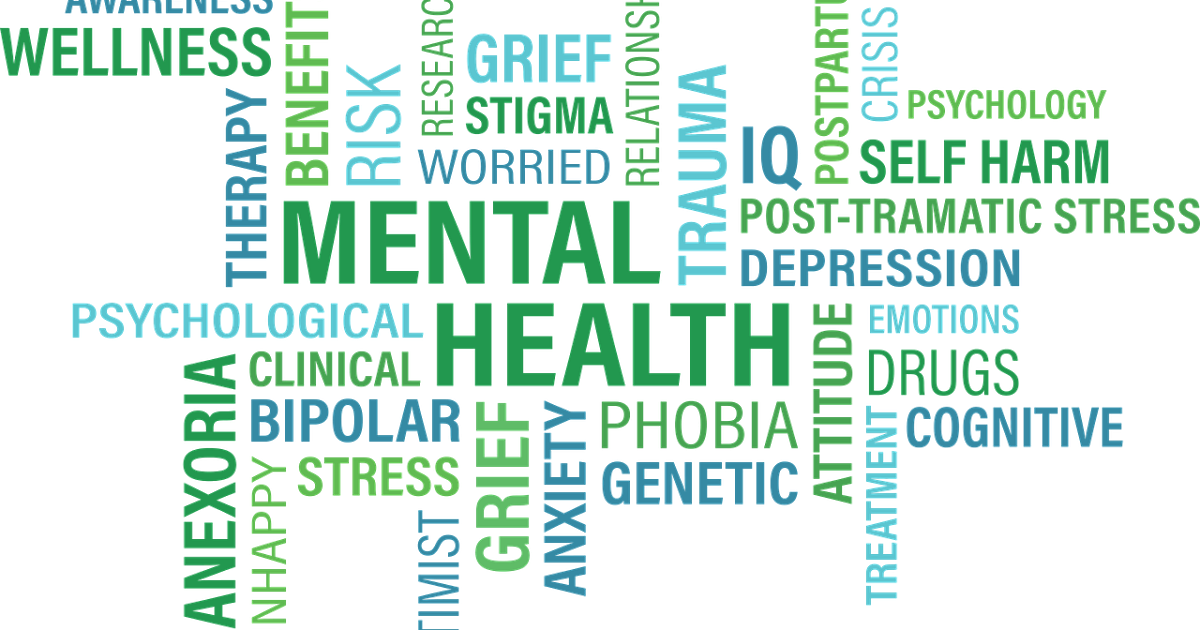 AWARENESS
WELLNESS
THERAPY
BENEFIT
RISK
RESEARC
GRIEF
STIGMA
WORRIED
RELATIONSH
TRAUMA
IQ
POSTPARTU
CRISIS
PSYCHOLOGY
SELF HARM
POST-TRAMATIC STRESS
DEPRESSION
MENTAL
PSYCHOLOGICAL
HEALTH
EMOTIONS
CLINICAL
DRUGS
ANEXORIA
BIPOLAR
STRESS
NHAPPY
TIMIST
GRIEF
ANXIETY
PHOBIA
GENETIC
ATTITUDE
COGNITIVE
TREATMENT